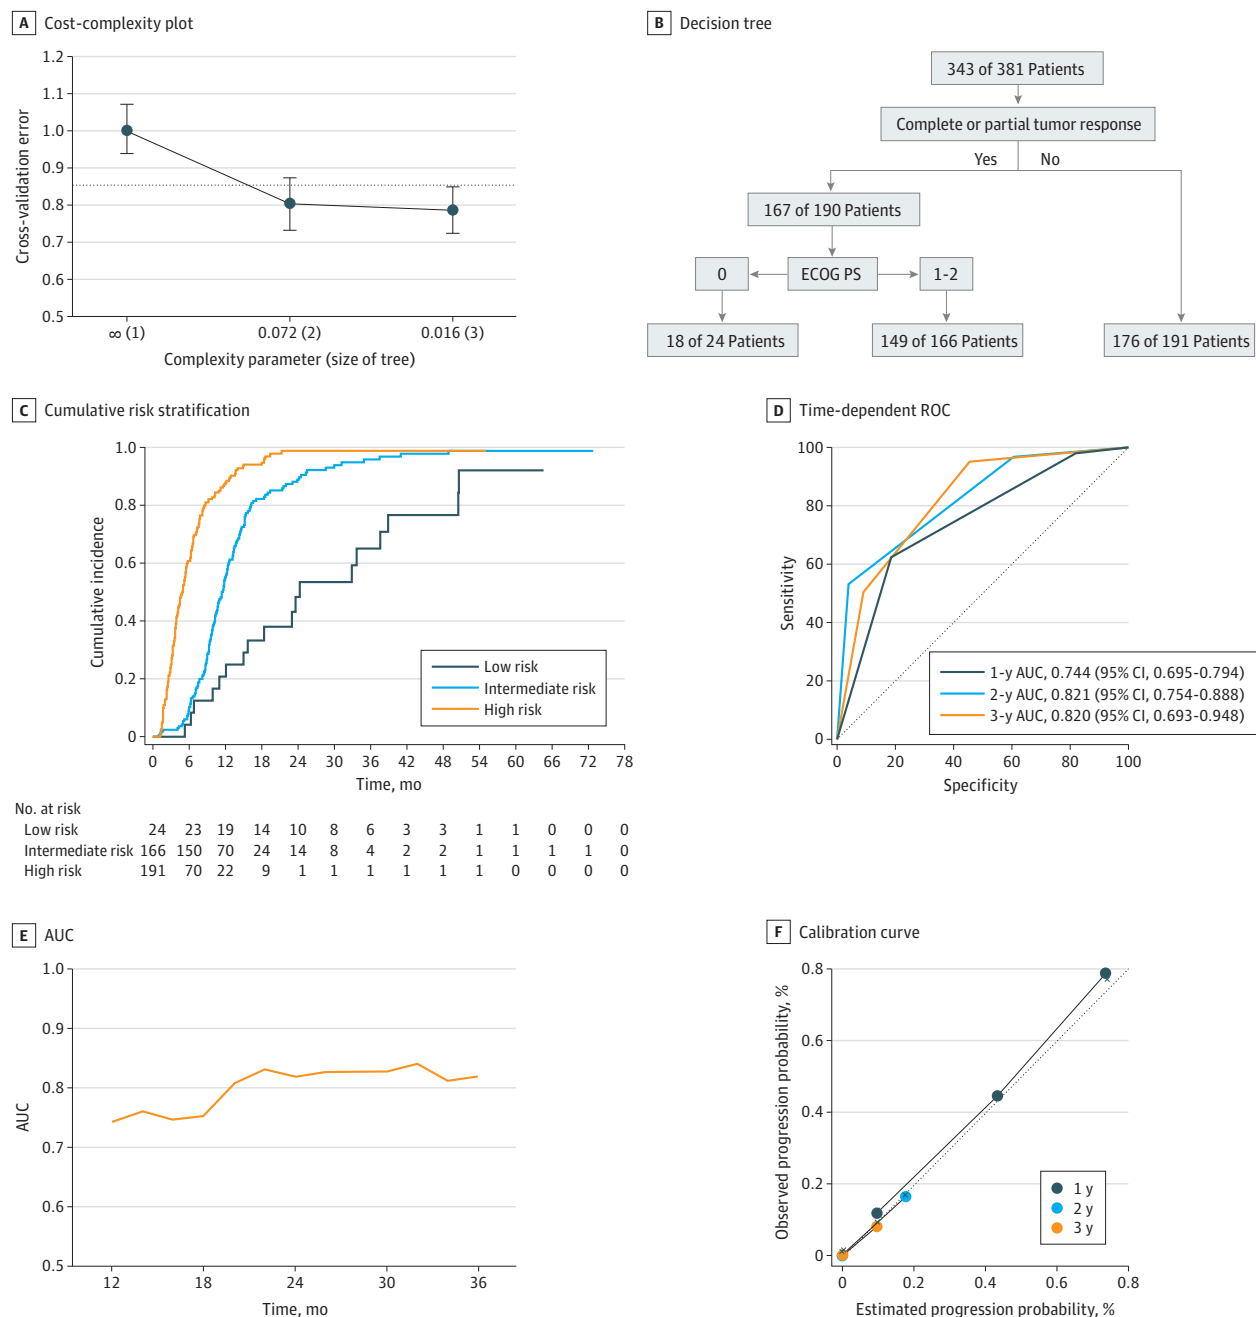 A Cost-complexity plot
Cross-validation error
1.2
1.1
1.0
0.9
0.8
0.7
0.6
0.5
∞ (1)
0.072 (2)
0.016 (3)
Complexity parameter (size of tree)
B Decision tree
343 of 381 Patients
Complete or partial tumor response
Yes No
167 of 190 Patients
0 ECOG PS 1-2
18 of 24 Patients 149 of 166 Patients 176 of 191 Patients
C Cumulative risk stratification
Cumulative incidence
1.0
0.8
0.6
0.4
0.2
0
Low risk
Intermediate risk
High risk
0 6 12 18 24 30 36 42 48 54 60 66 72 78
Time, mo
No. at risk
Low risk 24 23 19 14 10 8 6 3 3 1 1 0 0 0
Intermediate risk 166 150 70 24 14 8 4 2 2 1 1 1 1 0
High risk 191 70 22 9 1 1 1 1 1 1 0 0 0 0
D Time-dependent ROC
Sensitivity
100
80
60
40
20
0
1-y AUC, 0.744 (95% CI, 0.695-0.794)
2-y AUC, 0.821 (95% CI, 0.754-0.888)
3-y AUC, 0.820 (95% CI, 0.693-0.948)
0 20 40 60 80 100
Specificity
E AUC
AUC
1.0
0.9
0.8
0.7
0.6
0.5
12 18 24 30 36
Time, mo
F Calibration curve
Observed progression probability, %
0.8
0.6
0.4
0.2
0
1 y
2 y
3 y
0 0.2 0.4 0.6 0.8
Estimated progression probability, %